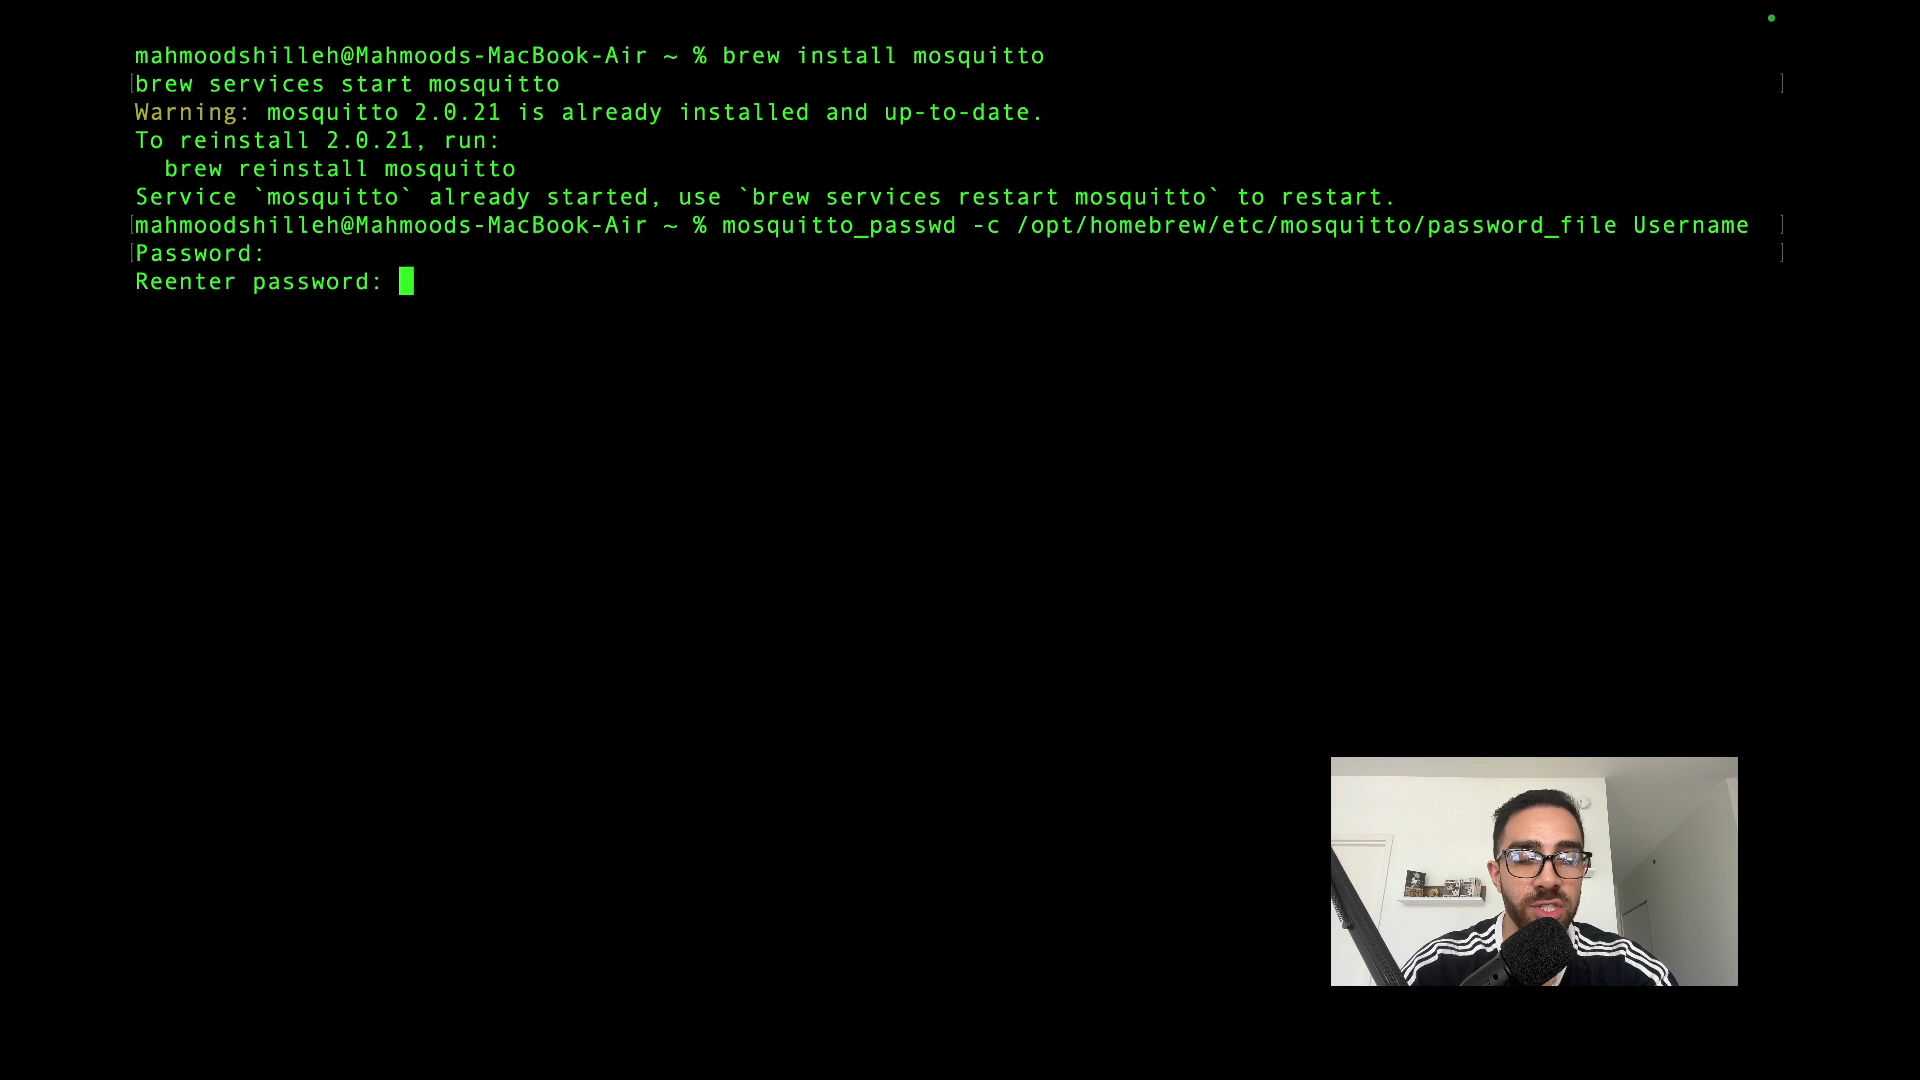 mahmoodshilleh@Mahmoods-MacBook-Air ~ % brew install mosquitto
[brew services start mosquitto ]
Warning: mosquitto 2.0.21 is already installed and up-to-date.
To reinstall 2.0.21, run:
  brew reinstall mosquitto
Service `mosquitto` already started, use `brew services restart mosquitto` to restart.
[mahmoodshilleh@Mahmoods-MacBook-Air ~ % mosquitto_passwd -c /opt/homebrew/etc/mosquitto/password_file Username ]
[Password: ]
Reenter password: